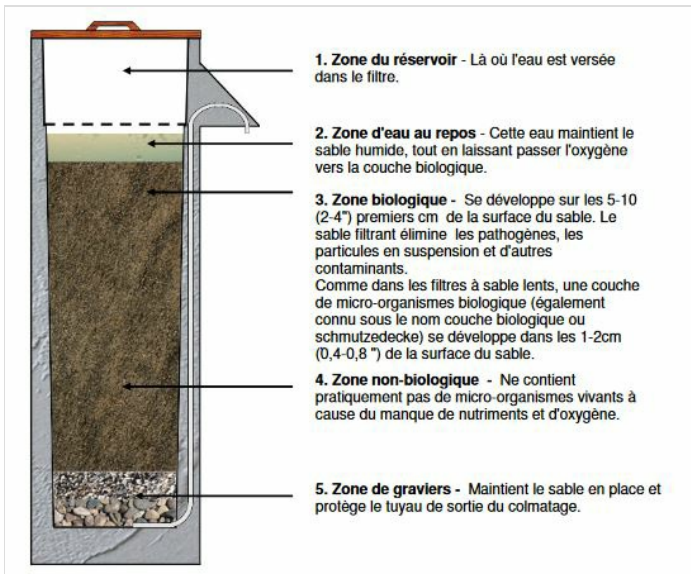 1. Zone du réservoir - Là où l'eau est versée
dans le filtre.
2. Zone d'eau au repos - Cette eau maintient le
sable humide, tout en laissant passer l'oxygène
vers la couche biologique.
3. Zone biologique - Se développe sur les 5-10
(2-4") premiers cm de la surface du sable. Le
sable filtrant élimine les pathogènes, les
particules en suspension et d'autres
contaminants.
Comme dans les filtres à sable lents, une couche
de micro-organismes biologique (également
connu sous le nom couche biologique ou
schmutzedecke) se développe dans les 1-2cm
(0,4-0,8 ") de la surface du sable.
4. Zone non-biologique - Ne contient
pratiquement pas de micro-organismes vivants à
cause du manque de nutriments et d'oxygène.
5. Zone de graviers - Maintient le sable en place et
protège le tuyau de sortie du colmatage.